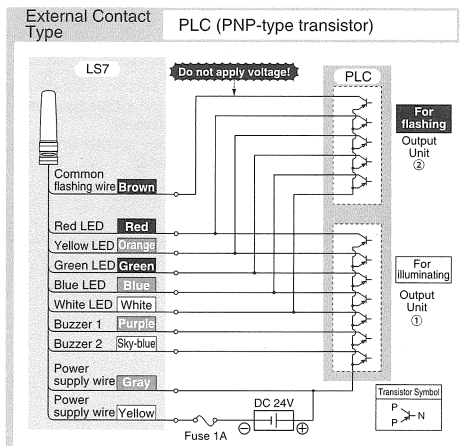 External Contact
Type
PLC (PNP-type transistor)
LS7
Do not apply voltage!
PLC
For
flashing
Output
Unit
②
Common
flashing wire Brown
Red LED Red
Yellow LED Orange
Green LED Green
Blue LED Blue
White LED White
Buzzer 1 Purple
Buzzer 2 Sky-blue
Power
supply wire Gray
Power
supply wire Yellow
For
illuminating
Output
Unit
①
Fuse 1A
DC 24V
⊖ ⊕
Transistor Symbol
P
P
N